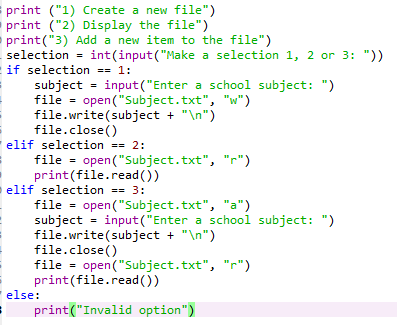 print ("1) Create a new file")
print ("2) Display the file")
print("3) Add a new item to the file")
selection = int(input("Make a selection 1, 2 or 3: "))
if selection == 1:
    subject = input("Enter a school subject: ")
    file = open("Subject.txt", "w")
    file.write(subject + "\n")
    file.close()
elif selection == 2:
    file = open("Subject.txt", "r")
    print(file.read())
elif selection == 3:
    file = open("Subject.txt", "a")
    subject = input("Enter a school subject: ")
    file.write(subject + "\n")
    file.close()
    file = open("Subject.txt", "r")
    print(file.read())
else:
    print("Invalid option")